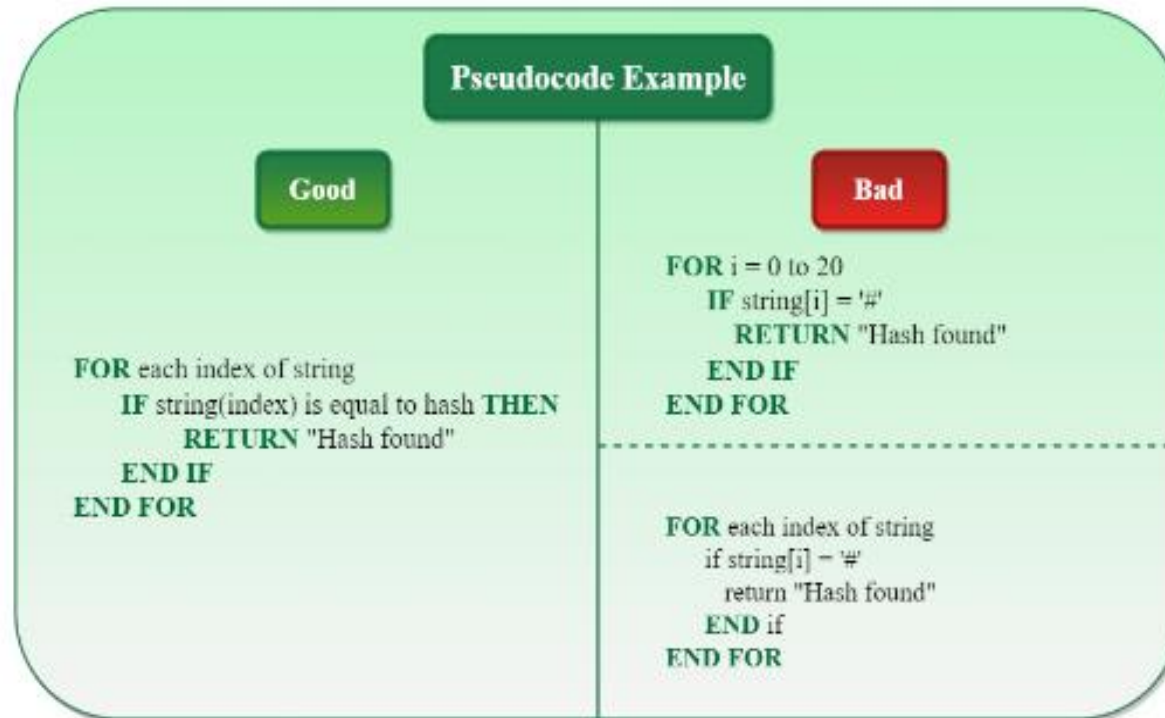 Pseudocode Example
Good
FOR each index of string
IF string(index) is equal to hash THEN
RETURN "Hash found"
END IF
END FOR
Bad
FOR i = 0 to 20
IF string[i] = '#'
RETURN "Hash found"
END IF
END FOR
FOR each index of string
if string[i] = '#'
return "Hash found"
END if
END FOR